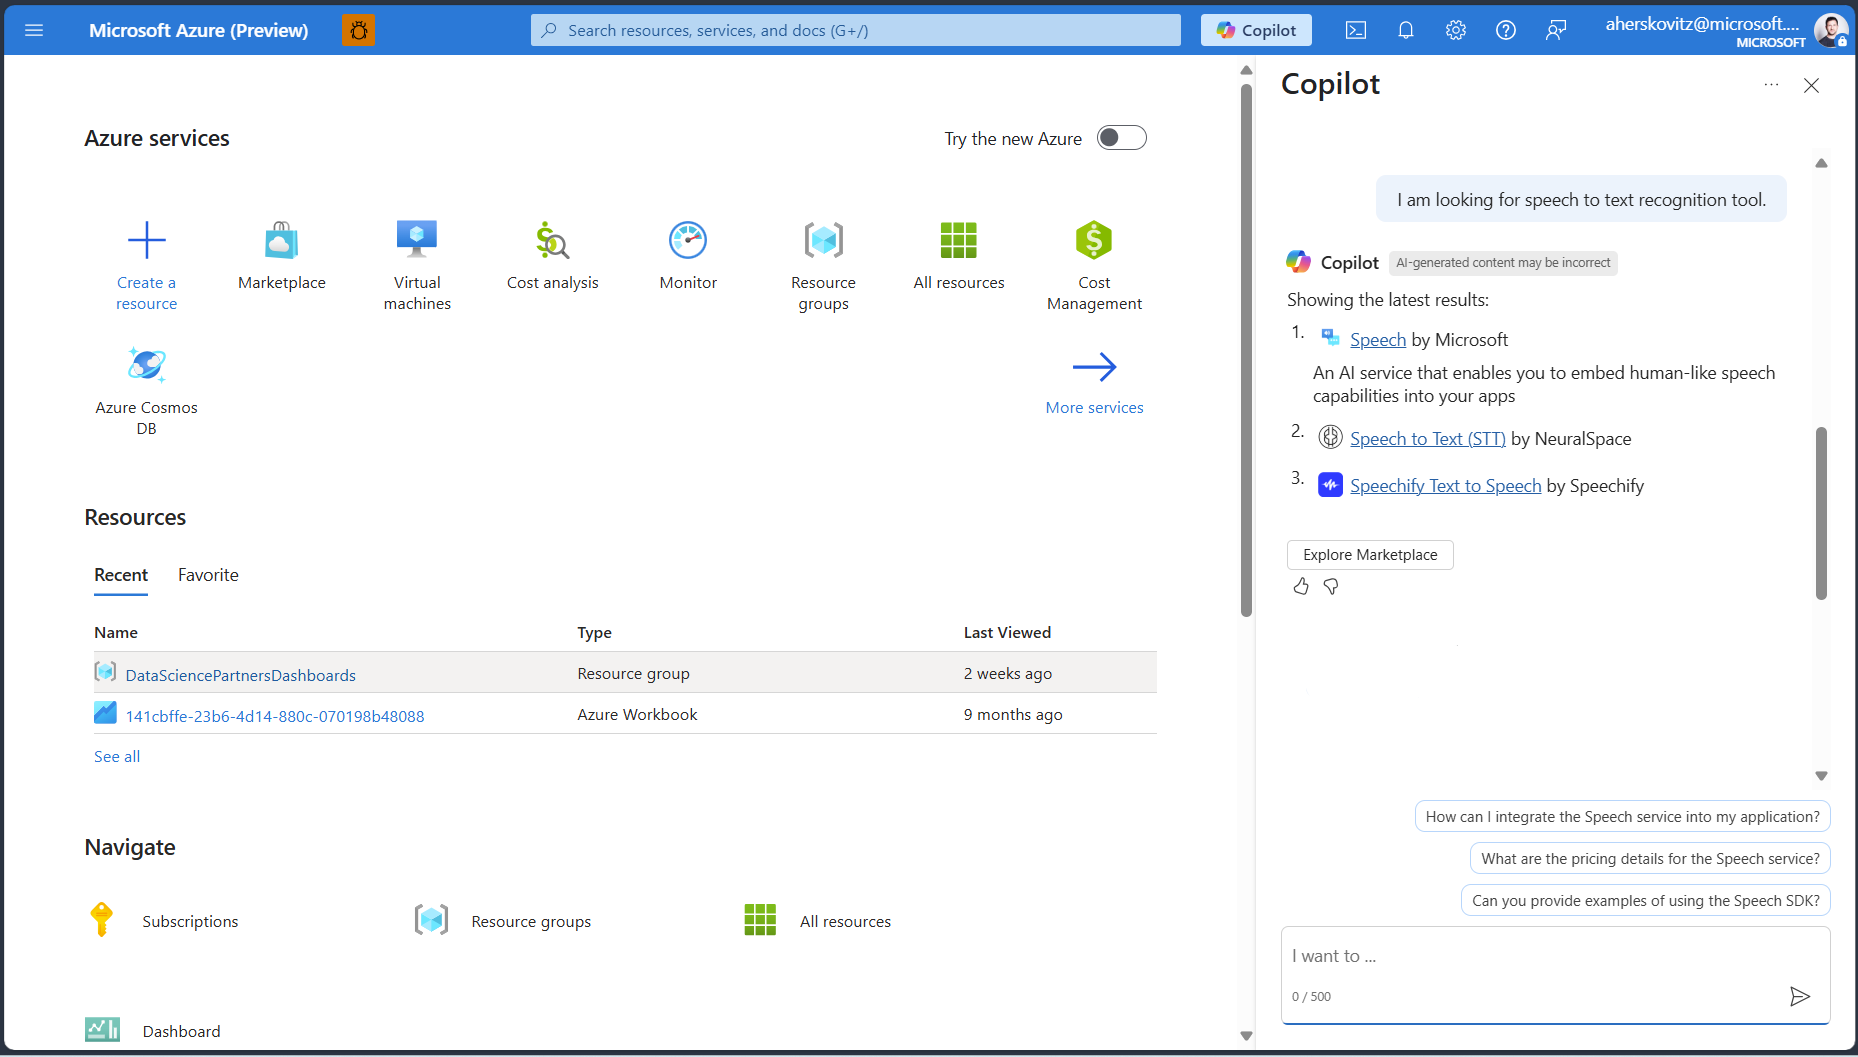 Microsoft Azure (Preview)
Search resources, services, and docs (G+/)
Copilot
aherskovitz@microsoft....
MICROSOFT
Azure services
Try the new Azure
Create a
resource
Marketplace
Virtual
machines
Cost analysis
Monitor
Resource
groups
All resources
Cost
Management
Azure Cosmos
DB
More services
Resources
Recent
Favorite
Name
Type
Last Viewed
DataSciencePartnersDashboards
Resource group
2 weeks ago
141cbffe-23b6-4d14-880c-070198b48088
Azure Workbook
9 months ago
See all
Navigate
Subscriptions
Resource groups
All resources
Dashboard
Copilot
I am looking for speech to text recognition tool.
Copilot
AI-generated content may be incorrect
Showing the latest results:
1. Speech by Microsoft
An AI service that enables you to embed human-like speech
capabilities into your apps
2. Speech to Text (STT) by NeuralSpace
3. Speechify Text to Speech by Speechify
Explore Marketplace
How can I integrate the Speech service into my application?
What are the pricing details for the Speech service?
Can you provide examples of using the Speech SDK?
I want to ...
0 / 500